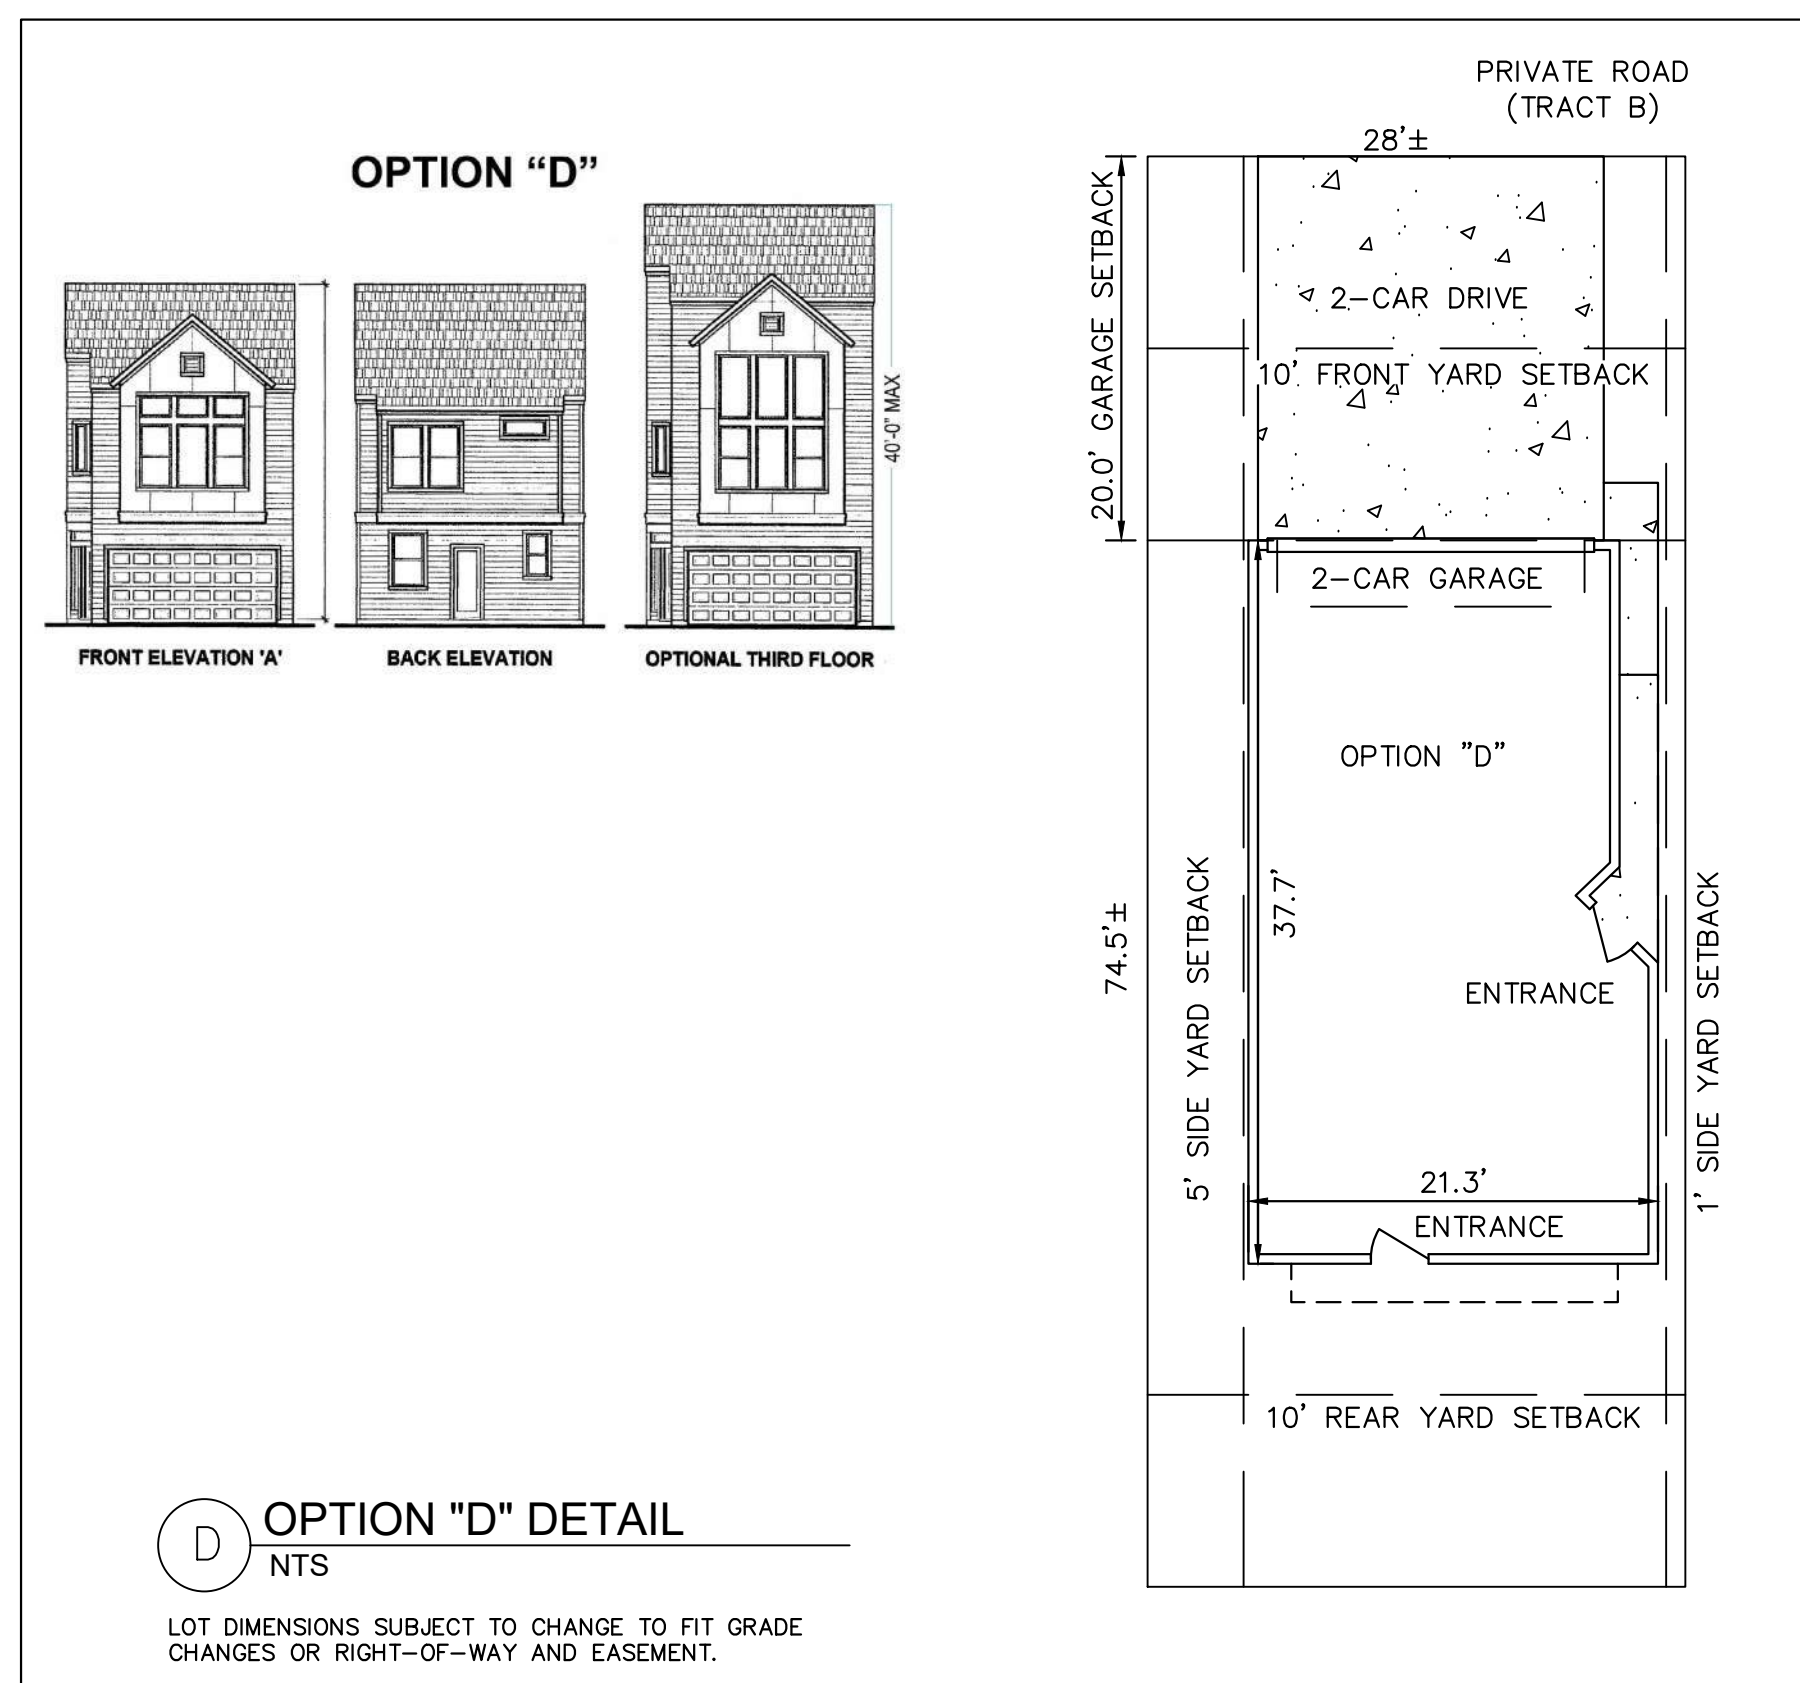 PRIVATE ROAD
(TRACT B)
28'±
OPTION “D”
20.0' GARAGE SETBACK
2-CAR DRIVE
10' FRONT YARD SETBACK
40'-0" MAX
2-CAR GARAGE
FRONT ELEVATION 'A'
BACK ELEVATION
OPTIONAL THIRD FLOOR
OPTION "D"
74.5'±
5' SIDE YARD SETBACK
37.7'
1' SIDE YARD SETBACK
ENTRANCE
21.3'
ENTRANCE
10' REAR YARD SETBACK
D
OPTION "D" DETAIL
NTS
LOT DIMENSIONS SUBJECT TO CHANGE TO FIT GRADE
CHANGES OR RIGHT-OF-WAY AND EASEMENT.